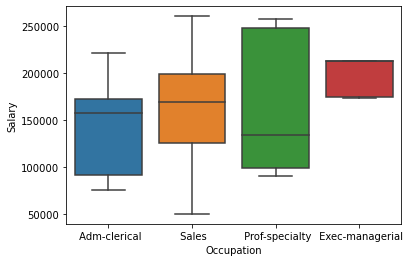 250000
200000
150000
100000
50000
Salary
Adm-clerical Sales Prof-specialty Exec-managerial
Occupation